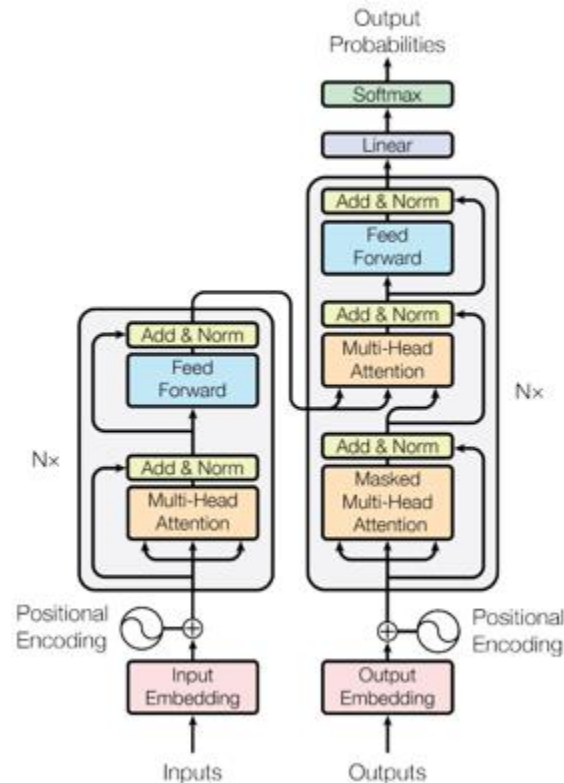 Output
Probabilities
Softmax
Linear
Add & Norm
Feed
Forward
Add & Norm
Multi-Head
Attention
Add & Norm
Masked
Multi-Head
Attention
Nx
Add & Norm
Feed
Forward
Nx
Add & Norm
Multi-Head
Attention
Positional
Encoding
Positional
Encoding
Input
Embedding
Output
Embedding
Inputs
Outputs